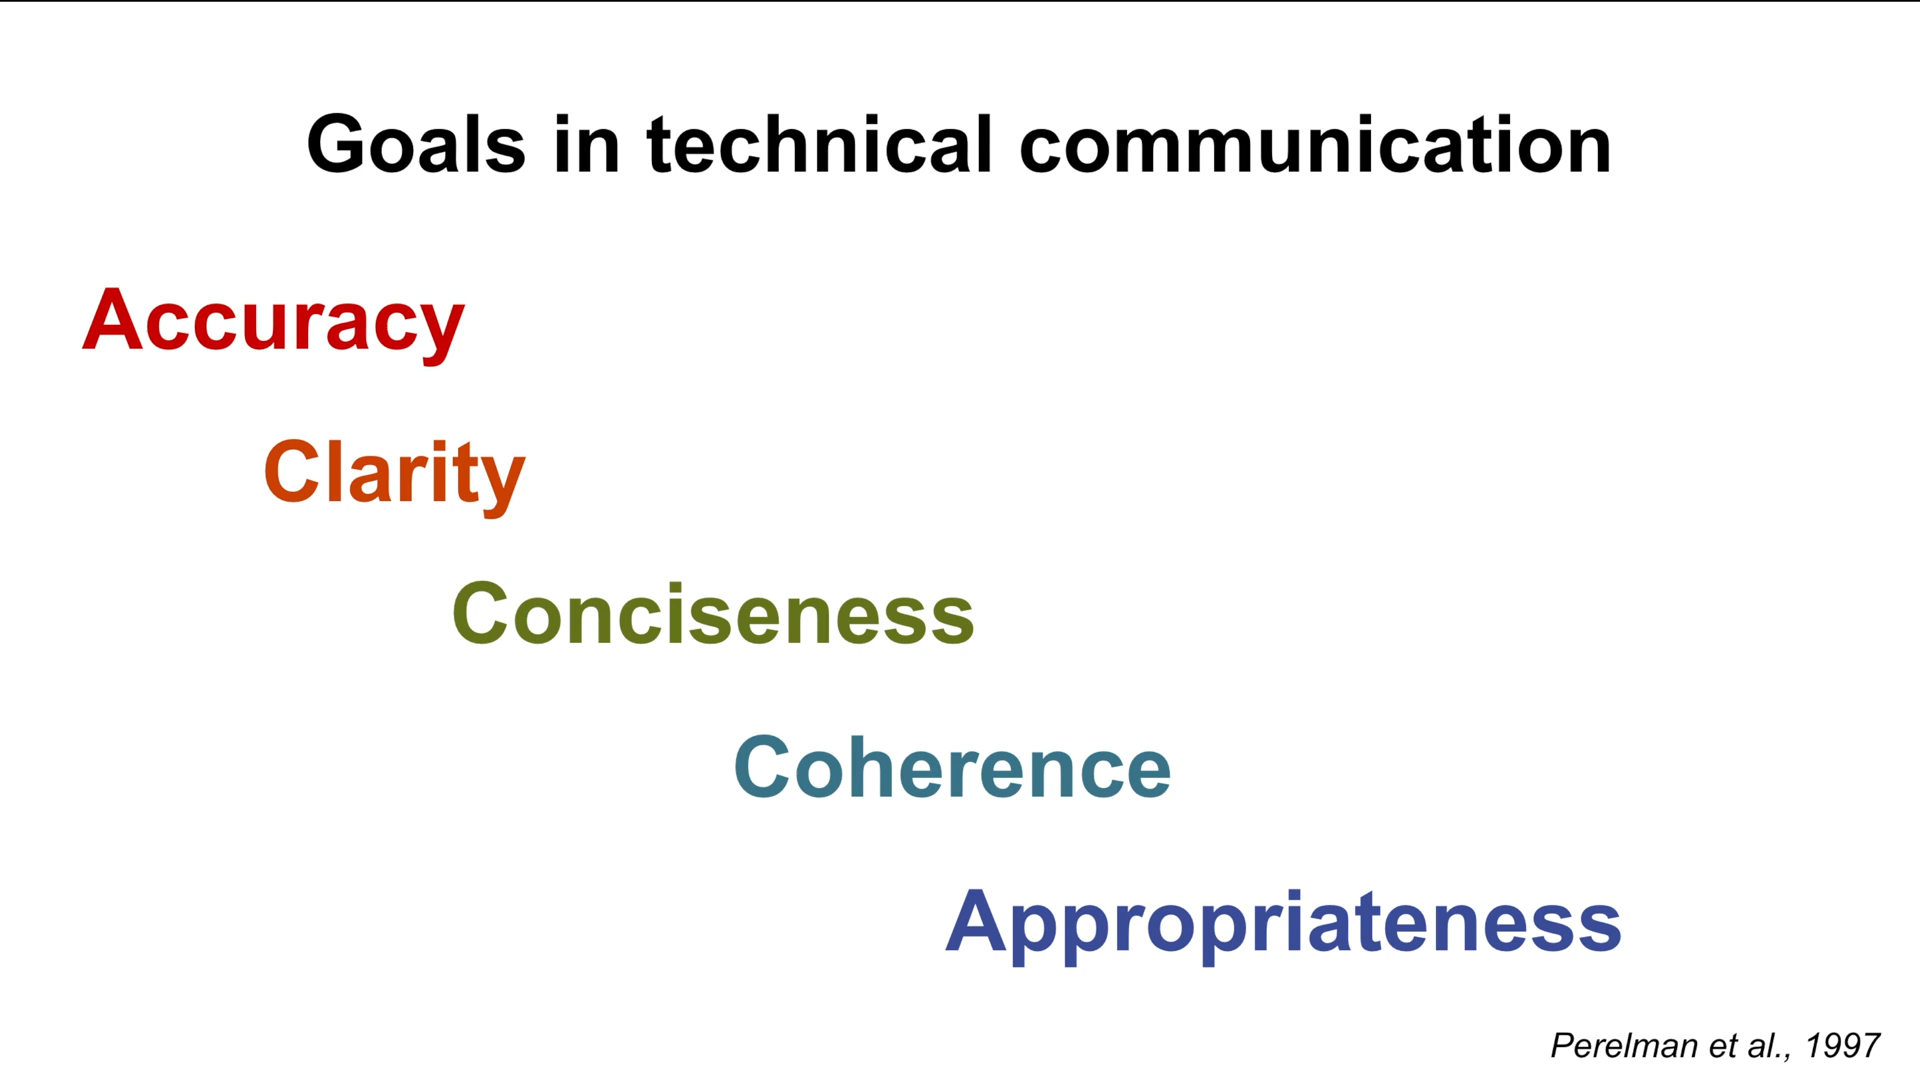 Goals in technical communication
Accuracy
Clarity
Conciseness
Coherence
Appropriateness
Perelman et al., 1997